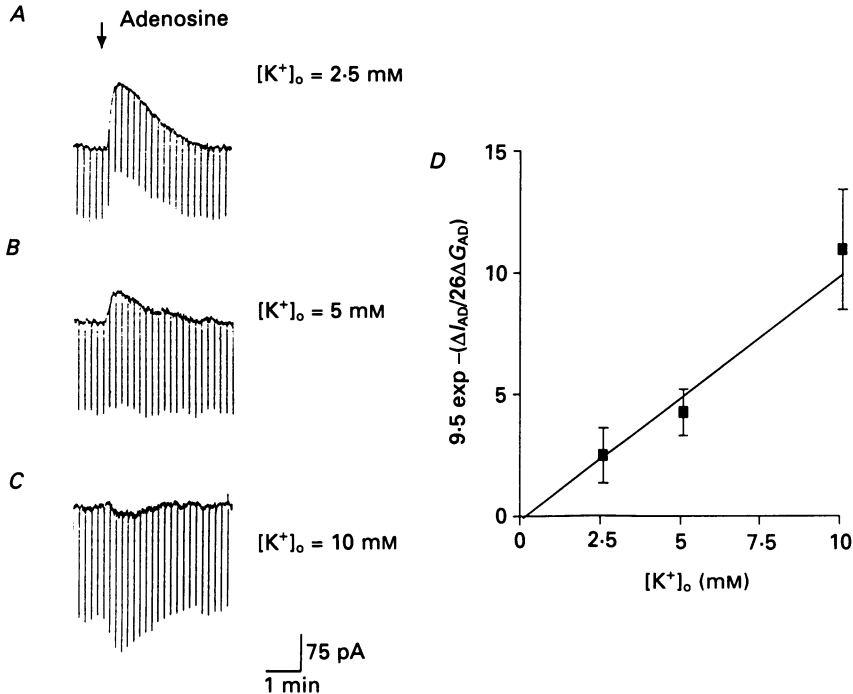 A
Adenosine
[K⁺]ₒ = 2·5 mM
B
[K⁺]ₒ = 5 mM
C
[K⁺]ₒ = 10 mM
75 pA
1 min
D
9·5 exp −(ΔI_AD/26ΔG_AD)
15
10
5
0
0 2·5 5 7·5 10
[K⁺]ₒ (mM)